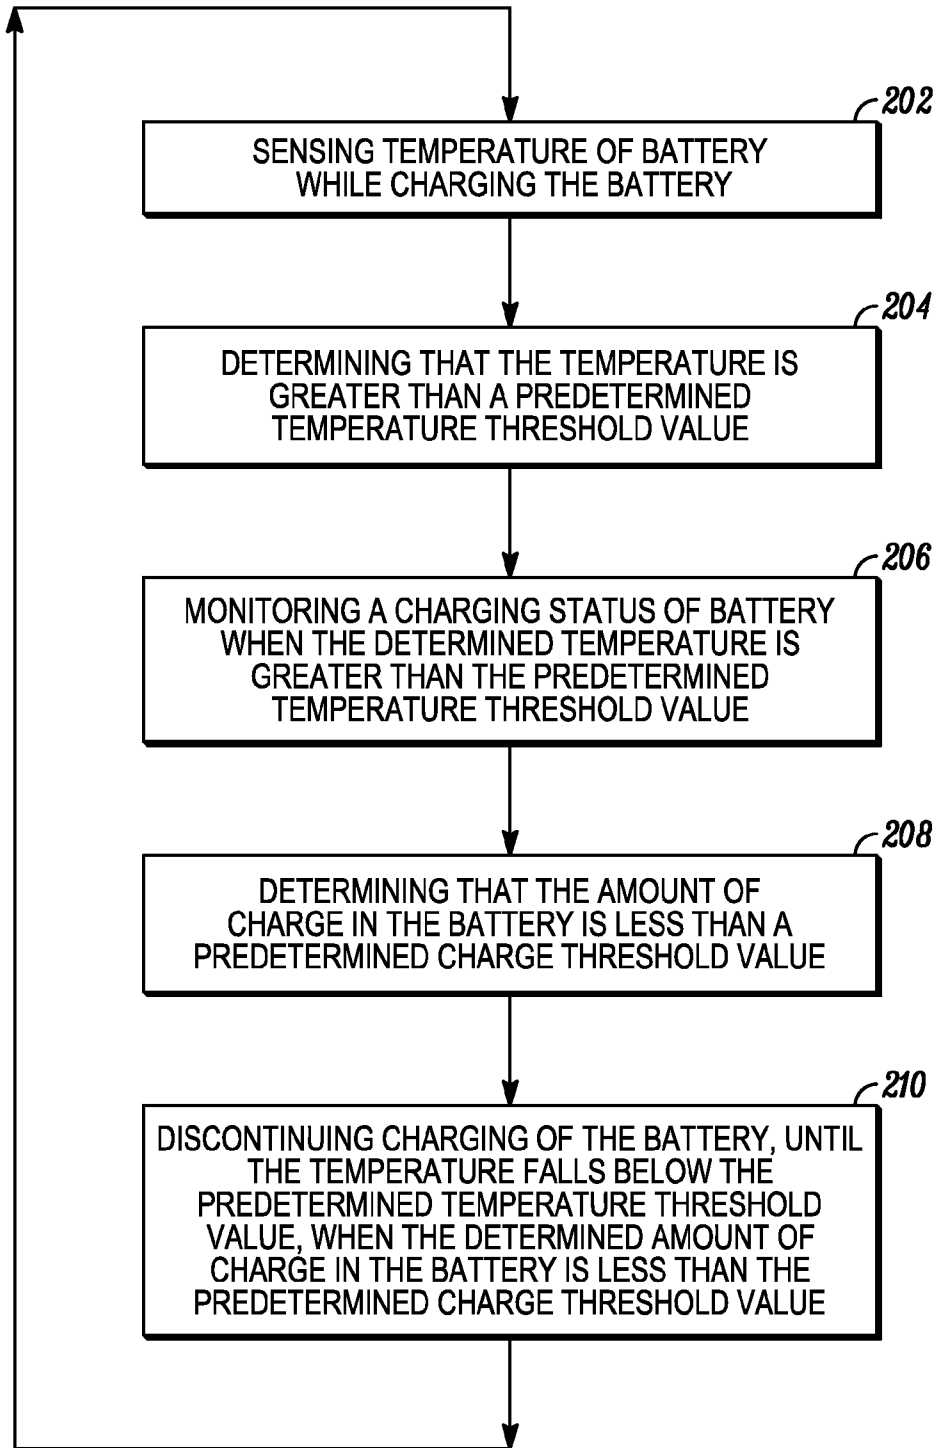 202
SENSING TEMPERATURE OF BATTERY
WHILE CHARGING THE BATTERY
204
DETERMINING THAT THE TEMPERATURE IS
GREATER THAN A PREDETERMINED
TEMPERATURE THRESHOLD VALUE
206
MONITORING A CHARGING STATUS OF BATTERY
WHEN THE DETERMINED TEMPERATURE IS
GREATER THAN THE PREDETERMINED
TEMPERATURE THRESHOLD VALUE
208
DETERMINING THAT THE AMOUNT OF
CHARGE IN THE BATTERY IS LESS THAN A
PREDETERMINED CHARGE THRESHOLD VALUE
210
DISCONTINUING CHARGING OF THE BATTERY, UNTIL
THE TEMPERATURE FALLS BELOW THE
PREDETERMINED TEMPERATURE THRESHOLD
VALUE, WHEN THE DETERMINED AMOUNT OF
CHARGE IN THE BATTERY IS LESS THAN THE
PREDETERMINED CHARGE THRESHOLD VALUE